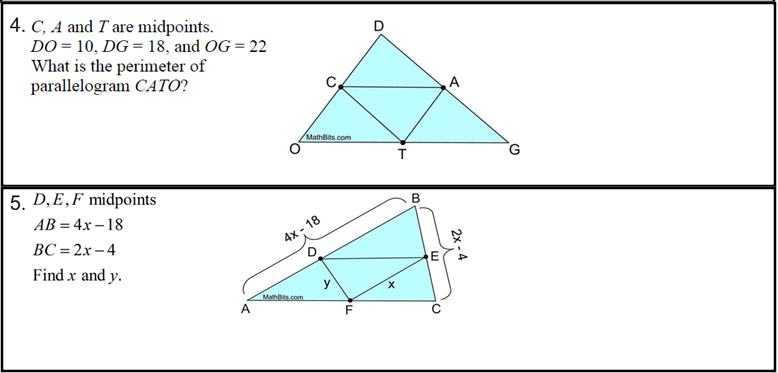 4. C, A and T are midpoints.
DO = 10, DG = 18, and OG = 22
What is the perimeter of
parallelogram CATO?
D
C
A
MathBits.com
O
T
G
5. D, E, F midpoints
AB = 4x – 18
BC = 2x – 4
Find x and y.
B
4x - 18
2x - 4
D
E
y
x
MathBits.com
A
F
C